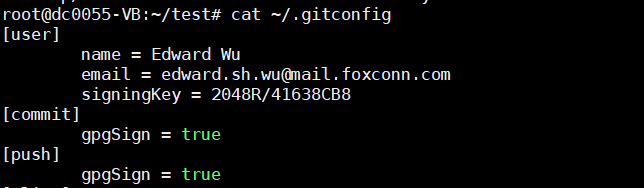 root@dc0055-VB:~/test# cat ~/.gitconfig
[user]
name = Edward Wu
email = edward.sh.wu@mail.foxconn.com
signingKey = 2048R/41638CB8
[commit]
gpgSign = true
[push]
gpgSign = true